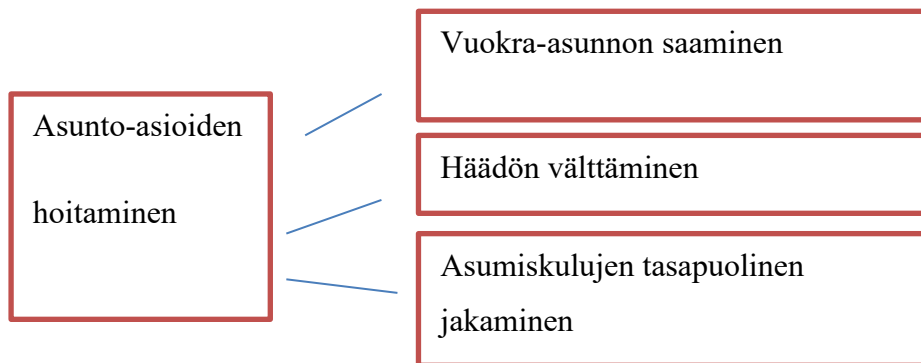 Asunto-asioiden
hoitaminen
Vuokra-asunnon saaminen
Häädön välttäminen
Asumiskulujen tasapuolinen
jakaminen